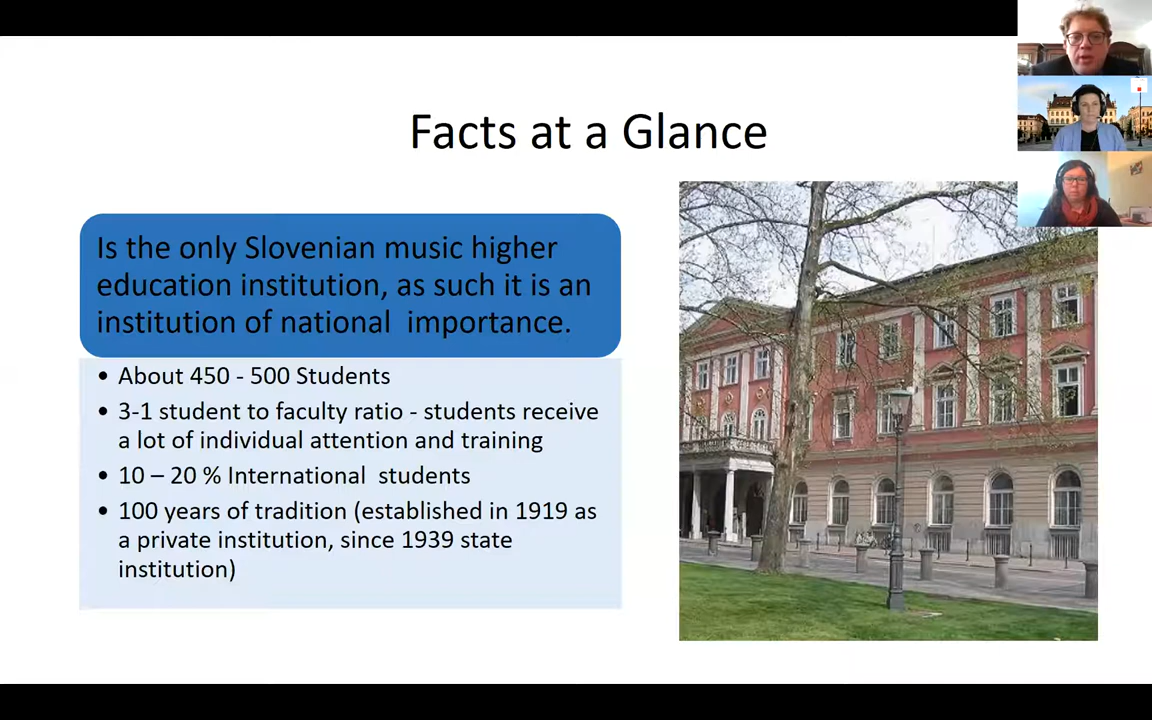 Facts at a Glance
Is the only Slovenian music higher
education institution, as such it is an
institution of national  importance.
• About 450 - 500 Students
• 3-1 student to faculty ratio - students receive
a lot of individual attention and training
• 10 – 20 % International  students
• 100 years of tradition (established in 1919 as
a private institution, since 1939 state
institution)